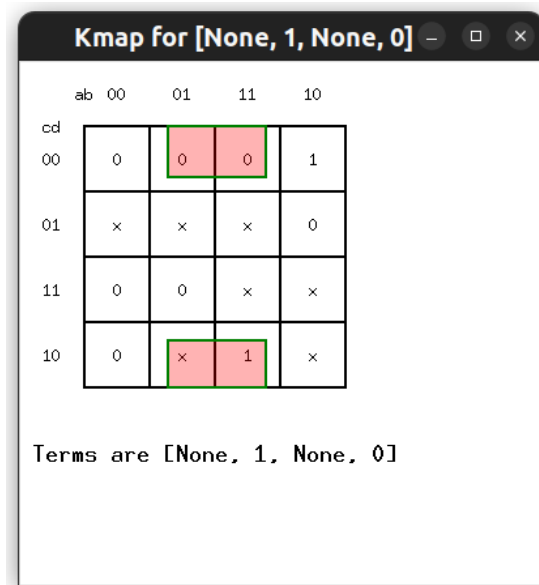 Kmap for [None, 1, None, 0]
ab 00 01 11 10
cd
00 0 0 0 1
01 x x x 0
11 0 0 x x
10 0 x 1 x
Terms are [None, 1, None, 0]